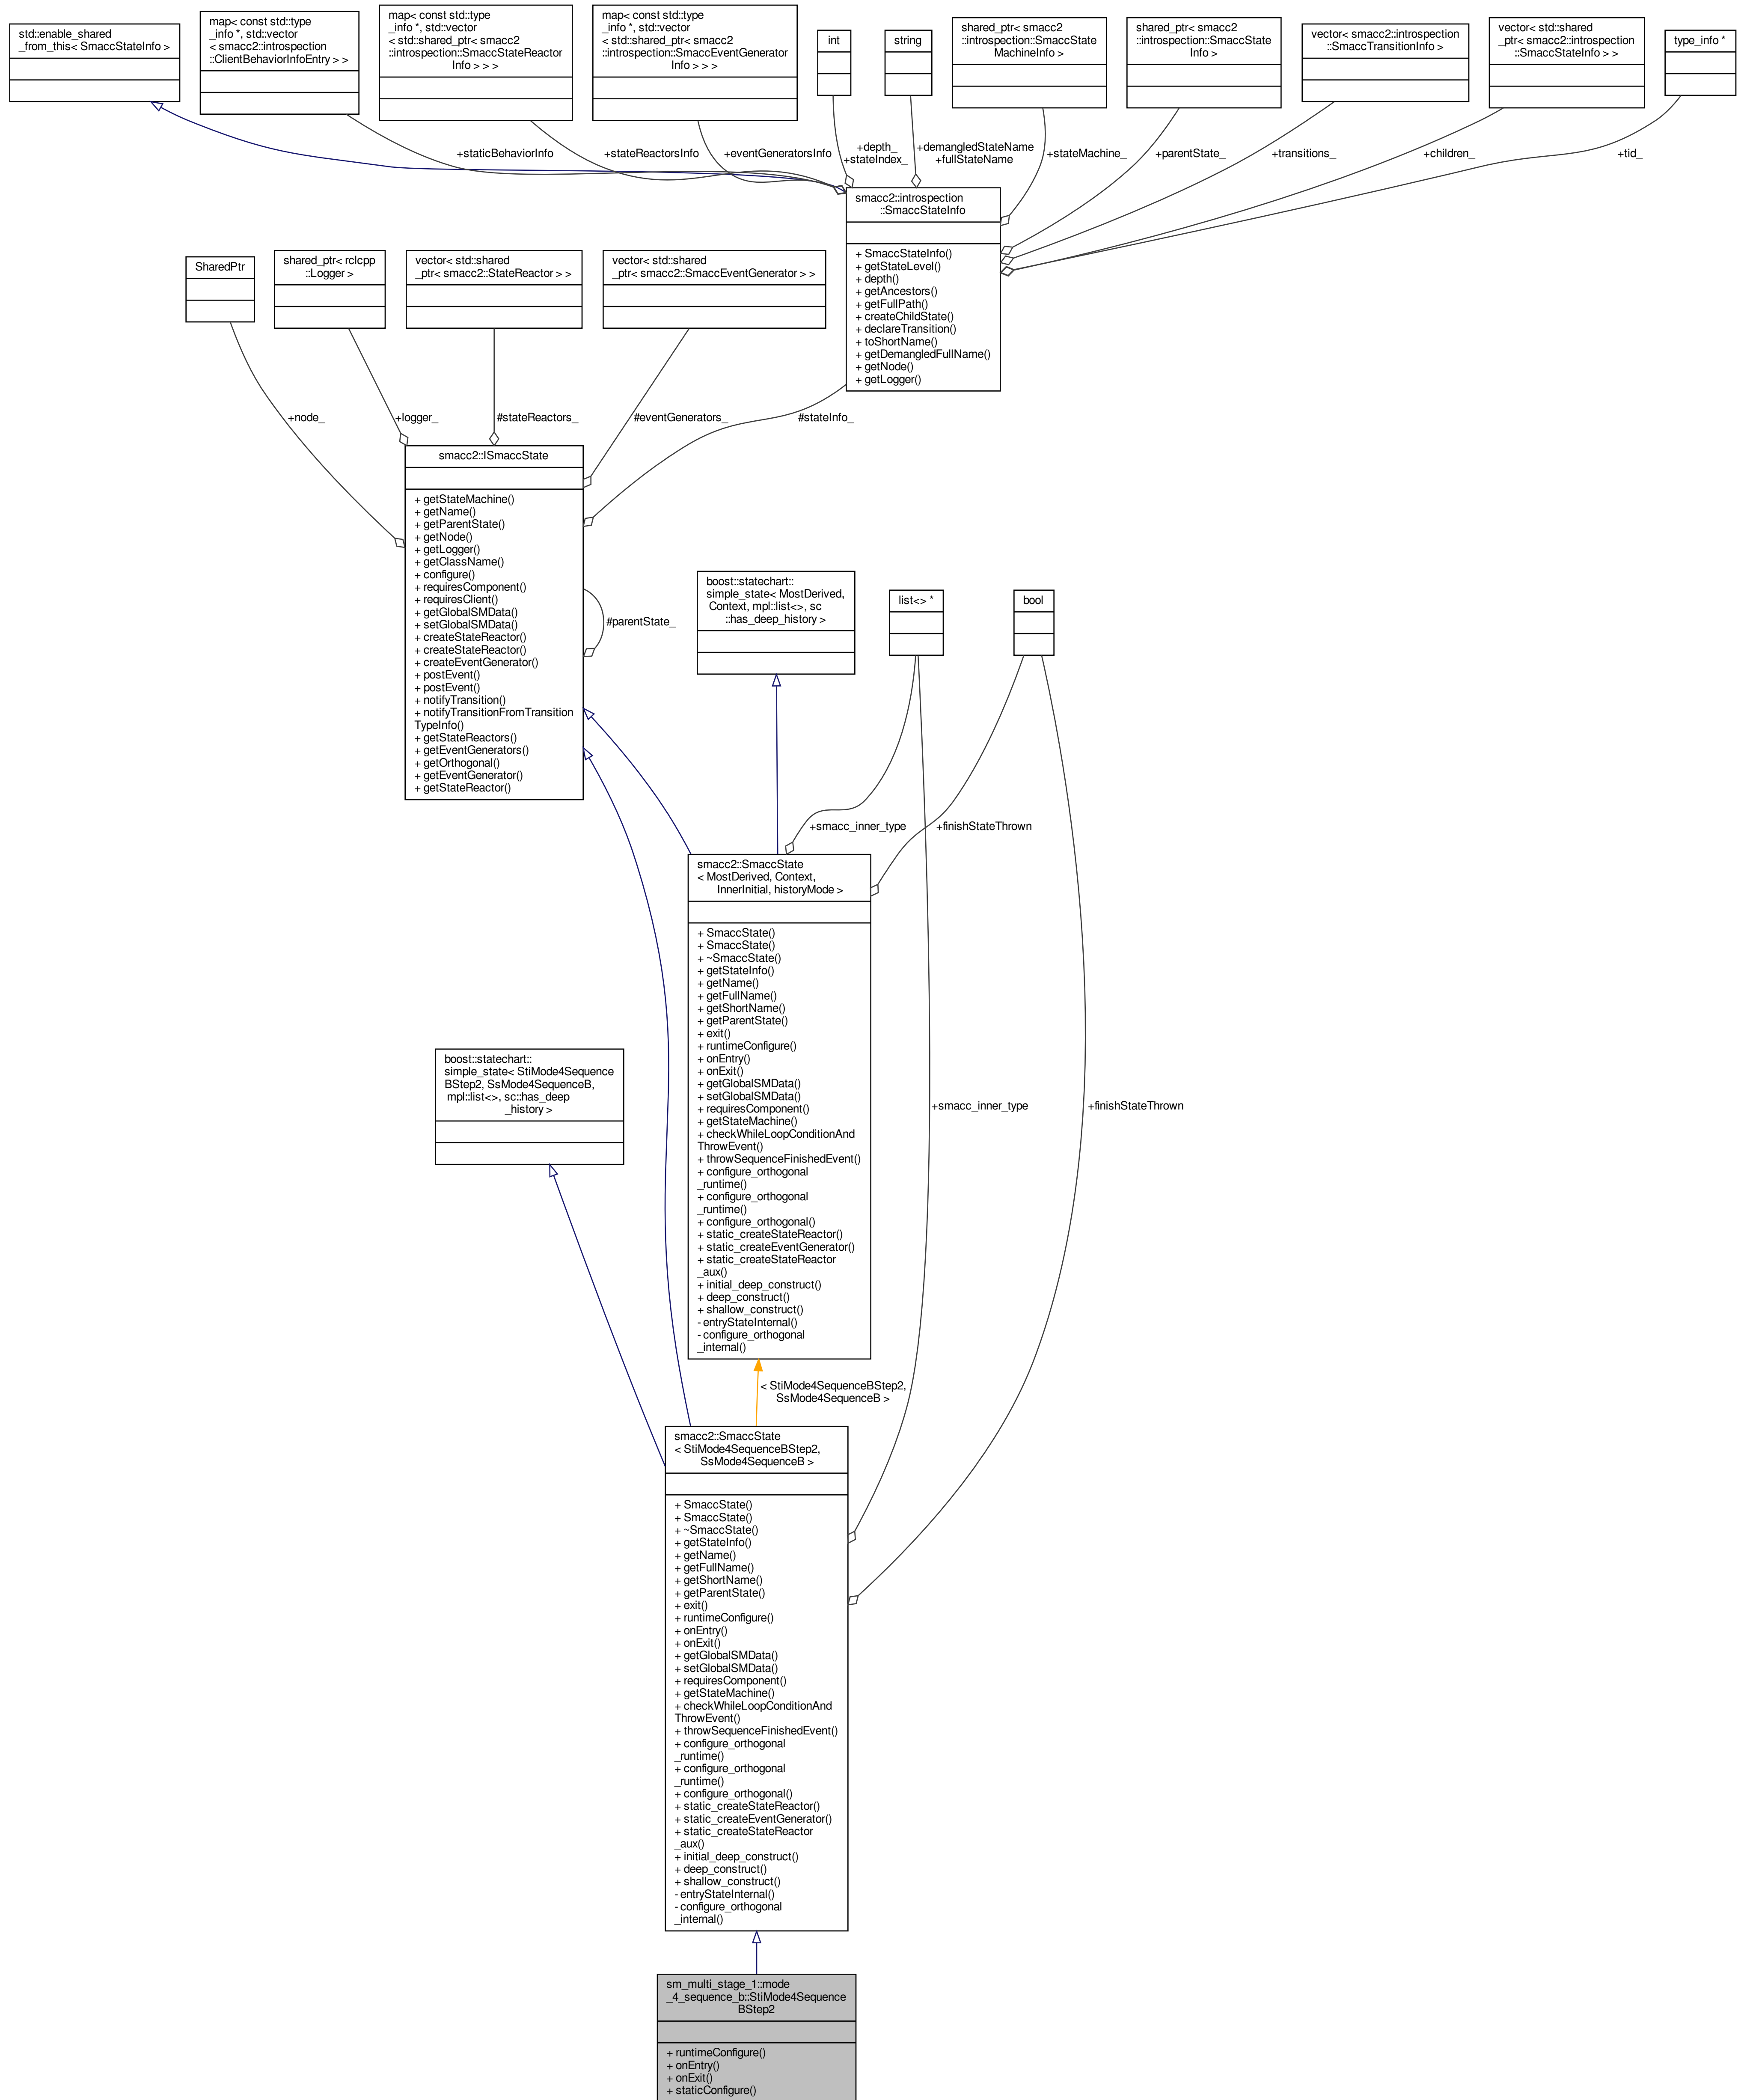 std::enable_shared
_from_this< SmaccStateInfo >
map< const std::type
_info *, std::vector
< smacc2::introspection
::ClientBehaviorInfoEntry > >
map< const std::type
_info *, std::vector
< std::shared_ptr< smacc2
::introspection::SmaccStateReactor
Info > > >
map< const std::type
_info *, std::vector
< std::shared_ptr< smacc2
::introspection::SmaccEventGenerator
Info > > >
int
string
shared_ptr< smacc2
::introspection::SmaccState
MachineInfo >
shared_ptr< smacc2
::introspection::SmaccState
Info >
vector< smacc2::introspection
::SmaccTransitionInfo >
vector< std::shared
_ptr< smacc2::introspection
::SmaccStateInfo > >
type_info *
+staticBehaviorInfo
+stateReactorsInfo
+eventGeneratorsInfo
+depth_
+stateIndex_
+demangledStateName
+fullStateName
+stateMachine_
+parentState_
+transitions_
+children_
+tid_
smacc2::introspection
::SmaccStateInfo
+ SmaccStateInfo()
+ getStateLevel()
+ depth()
+ getAncestors()
+ getFullPath()
+ createChildState()
+ declareTransition()
+ toShortName()
+ getDemangledFullName()
+ getNode()
+ getLogger()
SharedPtr
shared_ptr< rclcpp
::Logger >
vector< std::shared
_ptr< smacc2::StateReactor > >
vector< std::shared
_ptr< smacc2::SmaccEventGenerator > >
+node_
+logger_
#stateReactors_
#eventGenerators_
#stateInfo_
smacc2::ISmaccState
+ getStateMachine()
+ getName()
+ getParentState()
+ getNode()
+ getLogger()
+ getClassName()
+ configure()
+ requiresComponent()
+ requiresClient()
+ getGlobalSMData()
+ setGlobalSMData()
+ createStateReactor()
+ createStateReactor()
+ createEventGenerator()
+ postEvent()
+ postEvent()
+ notifyTransition()
+ notifyTransitionFromTransition
TypeInfo()
+ getStateReactors()
+ getEventGenerators()
+ getOrthogonal()
+ getEventGenerator()
+ getStateReactor()
#parentState_
boost::statechart::
simple_state< MostDerived,
Context, mpl::list<>, sc
::has_deep_history >
list<> *
bool
+smacc_inner_type
+finishStateThrown
smacc2::SmaccState
< MostDerived, Context,
InnerInitial, historyMode >
+ SmaccState()
+ SmaccState()
+ ~SmaccState()
+ getStateInfo()
+ getName()
+ getFullName()
+ getShortName()
+ getParentState()
+ exit()
+ runtimeConfigure()
+ onEntry()
+ onExit()
+ getGlobalSMData()
+ setGlobalSMData()
+ requiresComponent()
+ getStateMachine()
+ checkWhileLoopConditionAnd
ThrowEvent()
+ throwSequenceFinishedEvent()
+ configure_orthogonal
_runtime()
+ configure_orthogonal
_runtime()
+ configure_orthogonal()
+ static_createStateReactor()
+ static_createEventGenerator()
+ static_createStateReactor
_aux()
+ initial_deep_construct()
+ deep_construct()
+ shallow_construct()
- entryStateInternal()
- configure_orthogonal
_internal()
boost::statechart::
simple_state< StiMode4Sequence
BStep2, SsMode4SequenceB,
mpl::list<>, sc::has_deep
_history >
+smacc_inner_type
+finishStateThrown
< StiMode4SequenceBStep2,
SsMode4SequenceB >
smacc2::SmaccState
< StiMode4SequenceBStep2,
SsMode4SequenceB >
+ SmaccState()
+ SmaccState()
+ ~SmaccState()
+ getStateInfo()
+ getName()
+ getFullName()
+ getShortName()
+ getParentState()
+ exit()
+ runtimeConfigure()
+ onEntry()
+ onExit()
+ getGlobalSMData()
+ setGlobalSMData()
+ requiresComponent()
+ getStateMachine()
+ checkWhileLoopConditionAnd
ThrowEvent()
+ throwSequenceFinishedEvent()
+ configure_orthogonal
_runtime()
+ configure_orthogonal
_runtime()
+ configure_orthogonal()
+ static_createStateReactor()
+ static_createEventGenerator()
+ static_createStateReactor
_aux()
+ initial_deep_construct()
+ deep_construct()
+ shallow_construct()
- entryStateInternal()
- configure_orthogonal
_internal()
sm_multi_stage_1::mode
_4_sequence_b::StiMode4Sequence
BStep2
+ runtimeConfigure()
+ onEntry()
+ onExit()
+ staticConfigure()